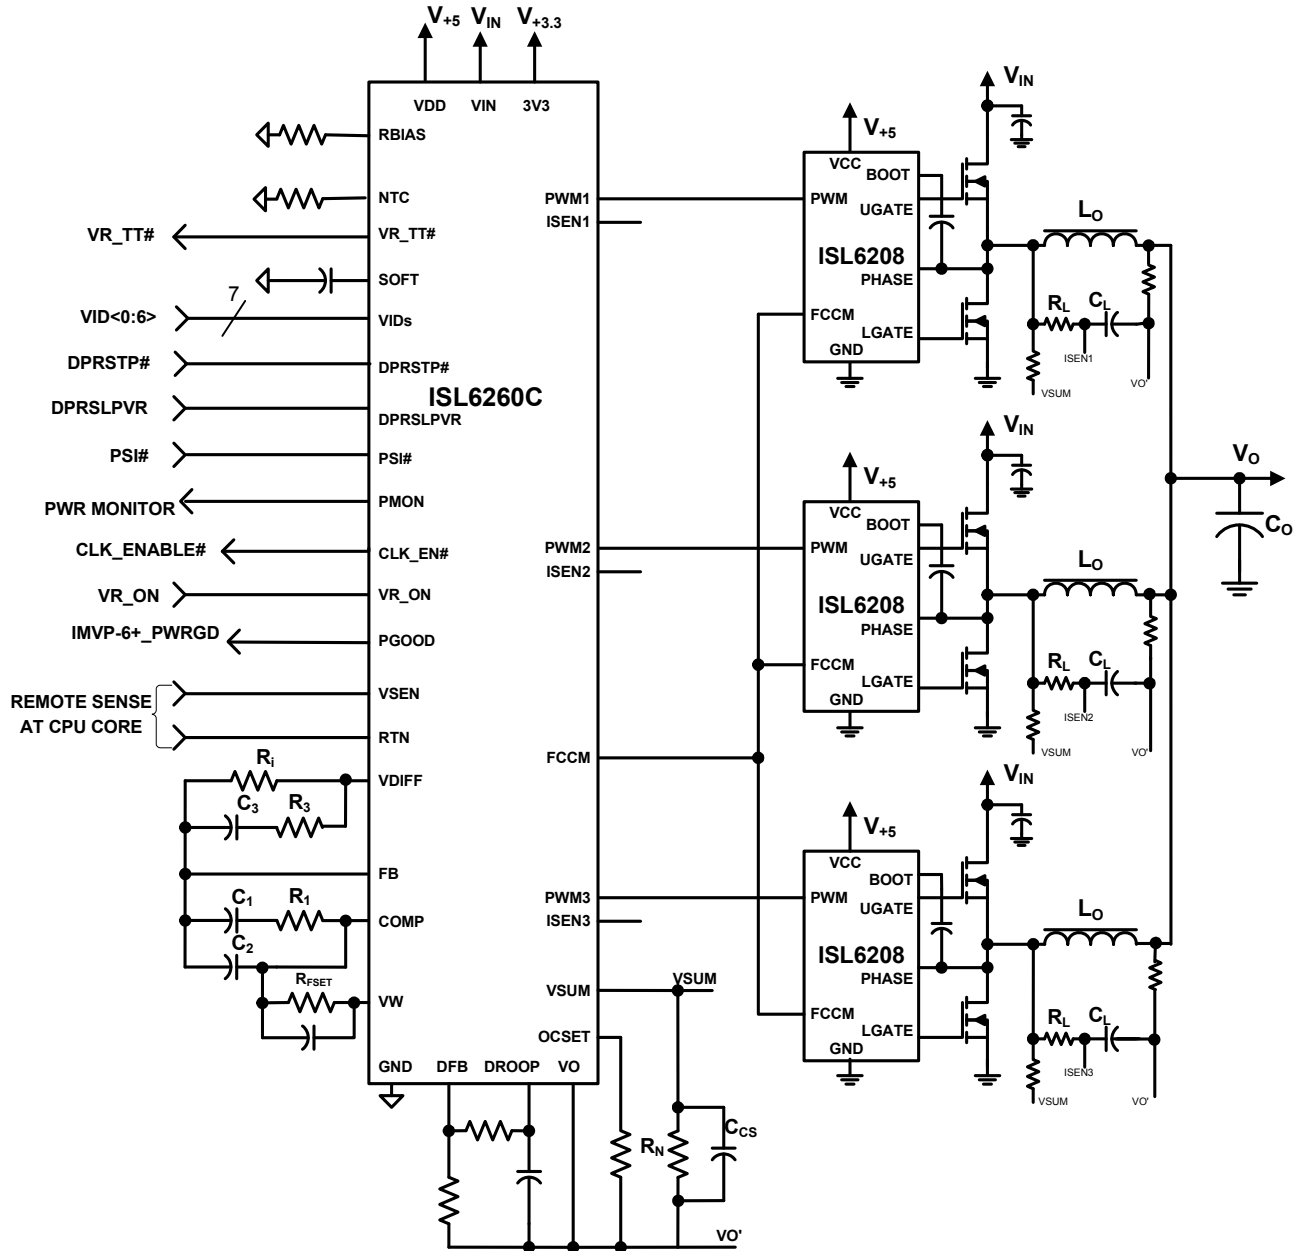 V+5 VIN V+3.3
VDD VIN 3V3
RBIAS
NTC
VR_TT# VR_TT#
SOFT
7
VID<0:6> VIDs
DPRSTP# DPRSTP#
ISL6260C
DPRSLPVR DPRSLPVR
PSI# PSI#
PWR MONITOR PMON
CLK_ENABLE# CLK_EN#
VR_ON VR_ON
IMVP-6+_PWRGD PGOOD
REMOTE SENSE
AT CPU CORE
VSEN
RTN
Ri VDIFF
C3 R3
FB
C1 R1 COMP
C2
RFSET VW
GND DFB DROOP VO
PWM1
ISEN1
PWM2
ISEN2
FCCM
PWM3
ISEN3
VSUM VSUM
OCSET
RN CCS
VO'
VIN
V+5
VCC BOOT
PWM UGATE
ISL6208
PHASE
FCCM LGATE
GND
LO
RL CL
ISEN1
VSUM VO'
VIN
V+5
VCC BOOT
PWM UGATE
ISL6208
PHASE
FCCM LGATE
GND
LO
RL CL
ISEN2
VSUM VO'
VO
CO
VIN
V+5
VCC
BOOT
PWM UGATE
ISL6208
PHASE
FCCM LGATE
GND
LO
RL CL
ISEN3
VSUM VO'